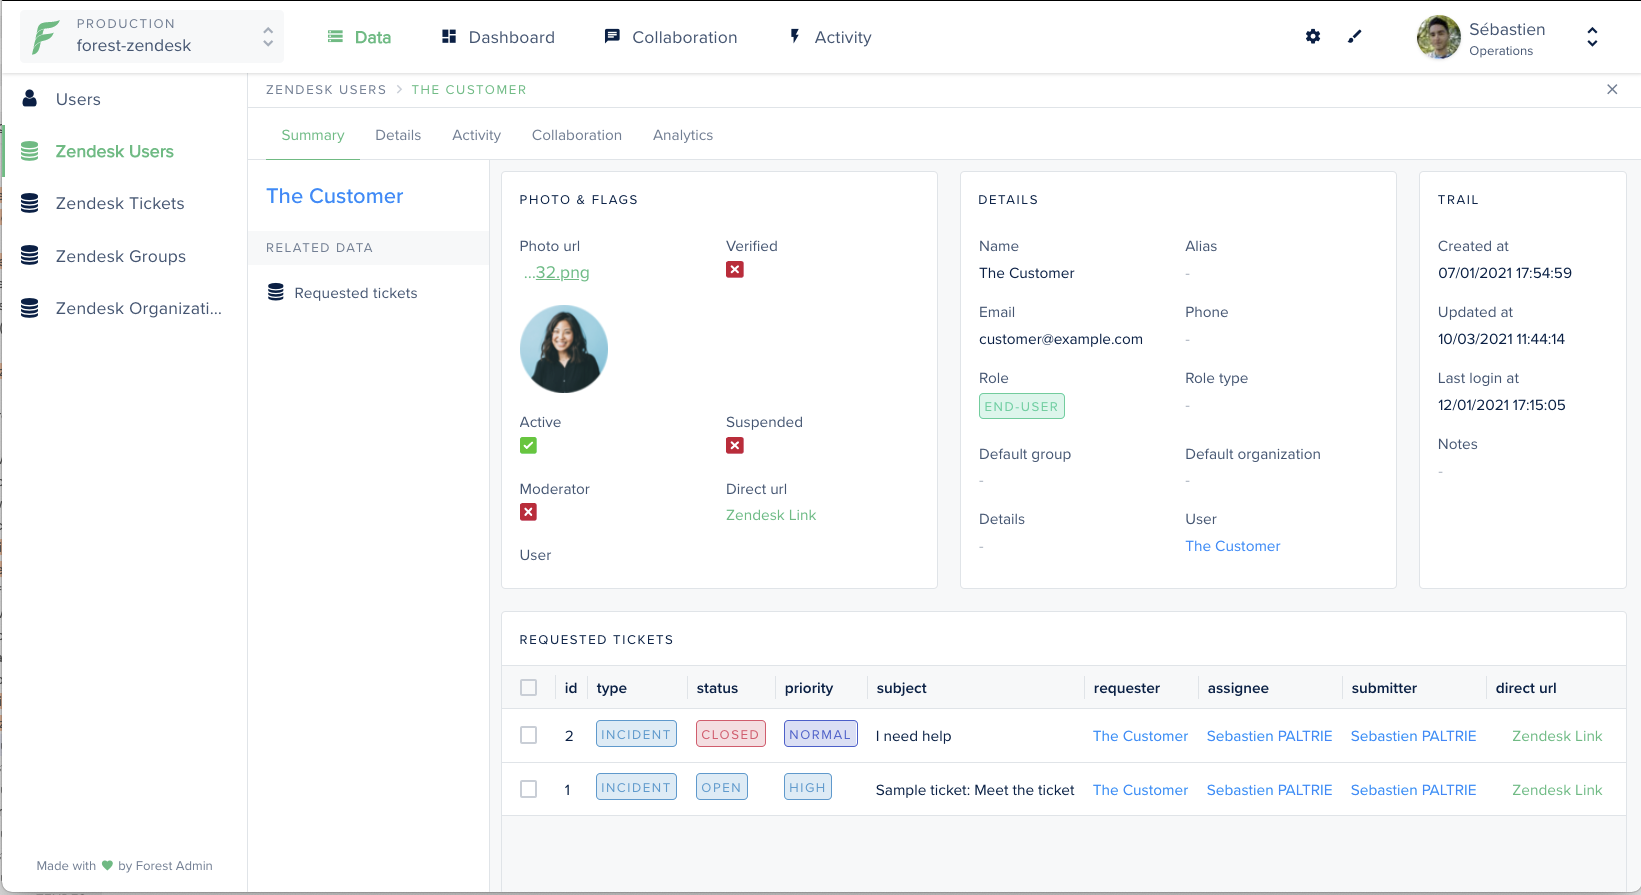 PRODUCTION
forest-zendesk
Data
Dashboard
Collaboration
Activity
Sébastien
Operations
Users
Zendesk Users
Zendesk Tickets
Zendesk Groups
Zendesk Organizati...
Made with by Forest Admin
ZENDESK USERS > THE CUSTOMER
Summary Details Activity Collaboration Analytics
The Customer
RELATED DATA
Requested tickets
PHOTO & FLAGS
Photo url Verified
...32.png
Active Suspended
Moderator Direct url
Zendesk Link
User
DETAILS
Name Alias
The Customer -
Email Phone
customer@example.com -
Role Role type
END-USER -
Default group Default organization
- -
Details User
- The Customer
TRAIL
Created at
07/01/2021 17:54:59
Updated at
10/03/2021 11:44:14
Last login at
12/01/2021 17:15:05
Notes
-
REQUESTED TICKETS
id type status priority subject requester assignee submitter direct url
2 INCIDENT CLOSED NORMAL I need help The Customer Sebastien PALTRIE Sebastien PALTRIE Zendesk Link
1 INCIDENT OPEN HIGH Sample ticket: Meet the ticket The Customer Sebastien PALTRIE Sebastien PALTRIE Zendesk Link